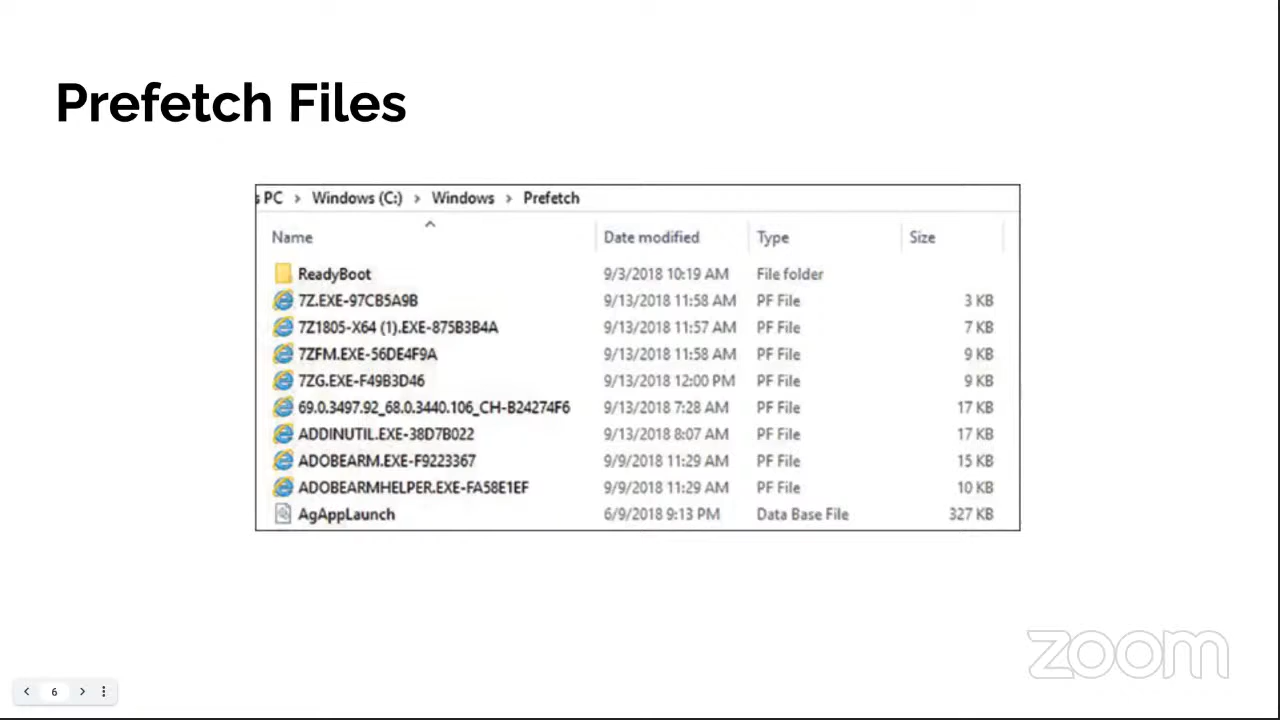 Prefetch Files
s PC > Windows (C:) > Windows > Prefetch
Name Date modified Type Size
ReadyBoot 9/3/2018 10:19 AM File folder
7Z.EXE-97CB5A9B 9/13/2018 11:58 AM PF File 3 KB
7Z1805-X64 (1).EXE-875B3B4A 9/13/2018 11:57 AM PF File 7 KB
7ZFM.EXE-56DE4F9A 9/13/2018 11:58 AM PF File 9 KB
7ZG.EXE-F49B3D46 9/13/2018 12:00 PM PF File 9 KB
69.0.3497.92_68.0.3440.106_CH-B24274F6 9/13/2018 7:28 AM PF File 17 KB
ADDINUTIL.EXE-38D7B022 9/13/2018 8:07 AM PF File 17 KB
ADOBEARM.EXE-F9223367 9/9/2018 11:29 AM PF File 15 KB
ADOBEARMHELPER.EXE-FA58E1EF 9/9/2018 11:29 AM PF File 10 KB
AgAppLaunch 6/9/2018 9:13 PM Data Base File 327 KB
zoom
6